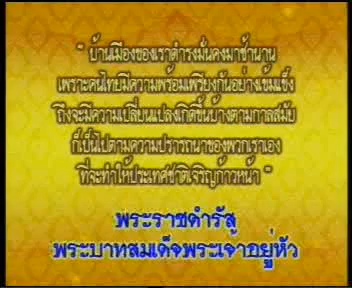 " บ้านเมืองของเราดำรงมั่นคงมาช้านาน
เพราะคนไทยมีความพร้อมเพรียงกันอย่างเข้มแข็ง
ถึงจะมีความเปลี่ยนแปลงเกิดขึ้นบ้างตามกาลสมัย
ก็เป็นไปตามความปรารถนาของพวกเราเอง
ที่จะทำให้ประเทศชาติเจริญก้าวหน้า "
พระราชดำรัส
พระบาทสมเด็จพระเจ้าอยู่หัว